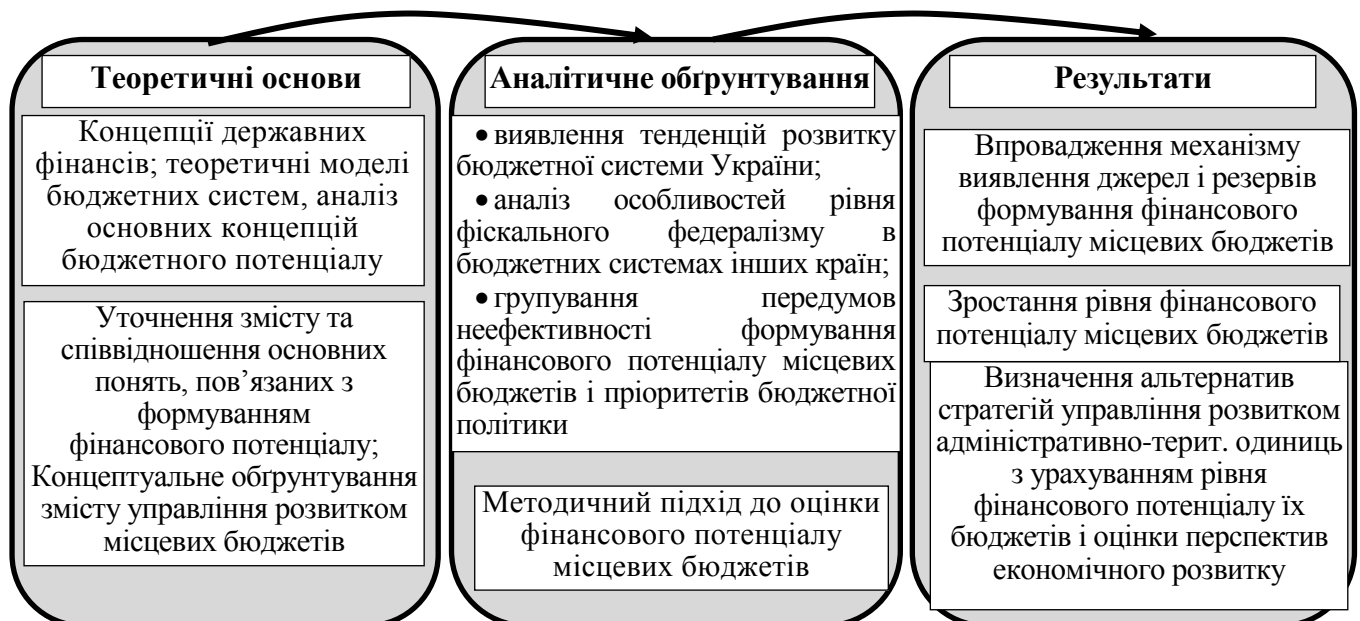 Теоретичні основи
Концепції державних
фінансів; теоретичні моделі
бюджетних систем, аналіз
основних концепцій
бюджетного потенціалу
Уточнення змісту та
співвідношення основних
понять, пов’язаних з
формуванням
фінансового потенціалу;
Концептуальне обґрунтування
змісту управління розвитком
місцевих бюджетів
Аналітичне обґрунтування
• виявлення тенденцій розвитку
бюджетної системи України;
• аналіз особливостей рівня
фіскального федералізму в
бюджетних системах інших країн;
• групування передумов
неефективності формування
фінансового потенціалу місцевих
бюджетів і пріоритетів бюджетної
політики
Методичний підхід до оцінки
фінансового потенціалу
місцевих бюджетів
Результати
Впровадження механізму
виявлення джерел і резервів
формування фінансового
потенціалу місцевих бюджетів
Зростання рівня фінансового
потенціалу місцевих бюджетів
Визначення альтернатив
стратегій управління розвитком
адміністративно-терит. одиниць
з урахуванням рівня
фінансового потенціалу їх
бюджетів і оцінки перспектив
економічного розвитку